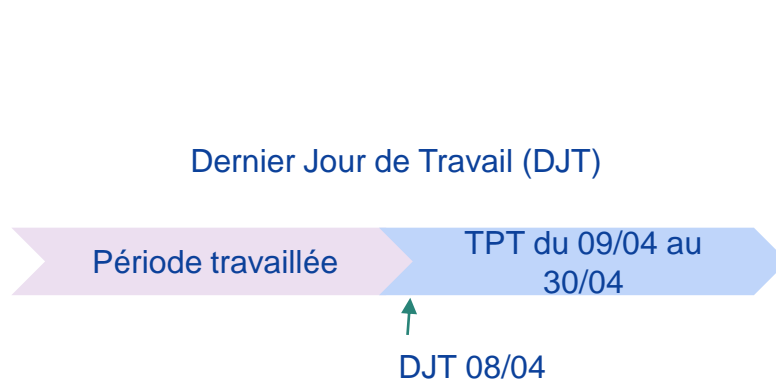 Dernier Jour de Travail (DJT)
Période travaillée
TPT du 09/04 au
30/04
DJT 08/04